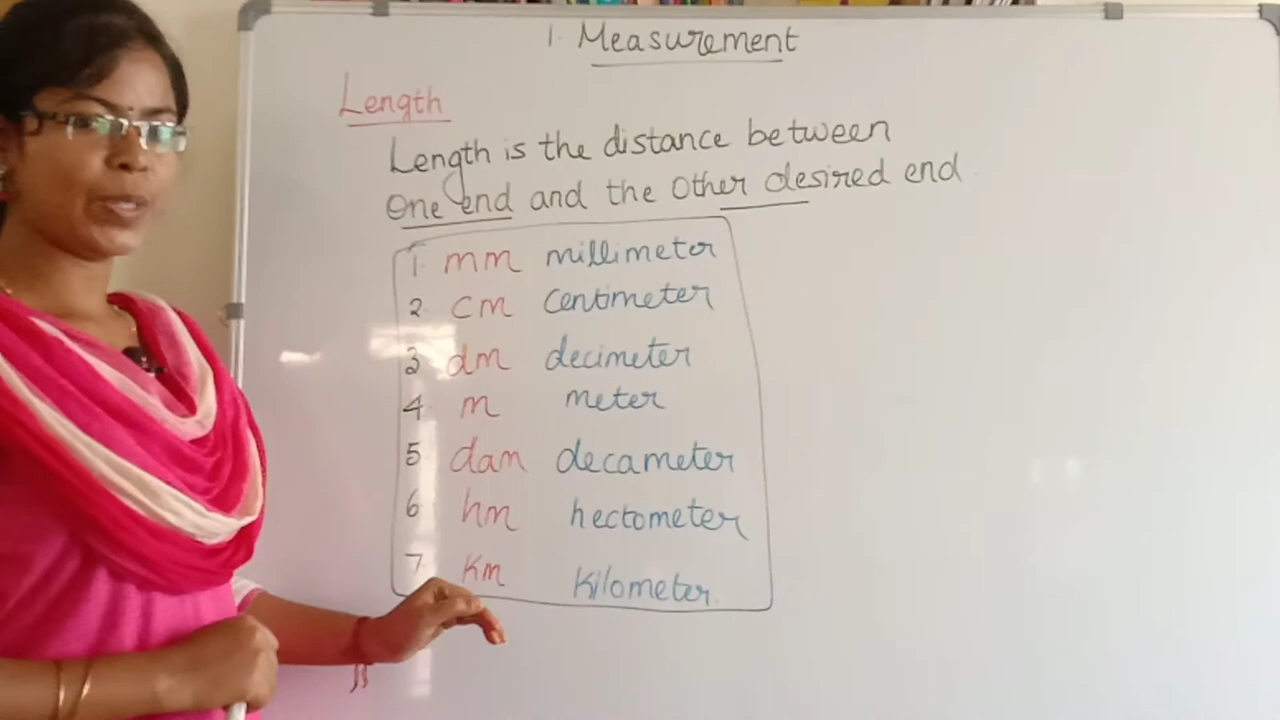 1. Measurement
Length
Length is the distance between
One end and the Other desired end
1. mm millimeter
2. cm Centimeter
3 dm decimeter
4 m meter
5 dam decameter
6 hm hectometer
7. Km Kilometer.